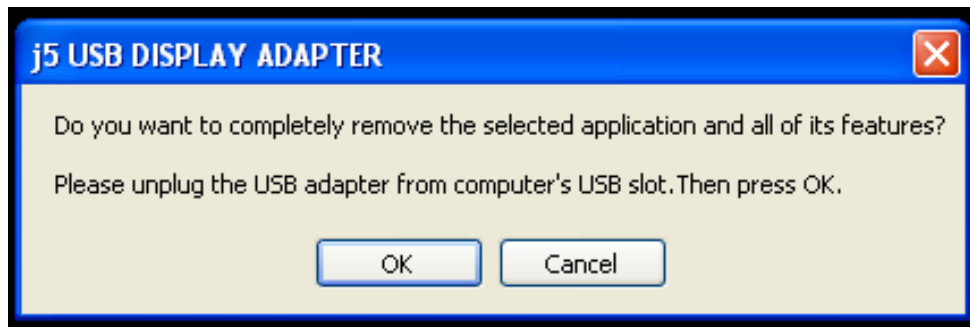 j5 USB DISPLAY ADAPTER
Do you want to completely remove the selected application and all of its features?
Please unplug the USB adapter from computer's USB slot.Then press OK.
OK Cancel